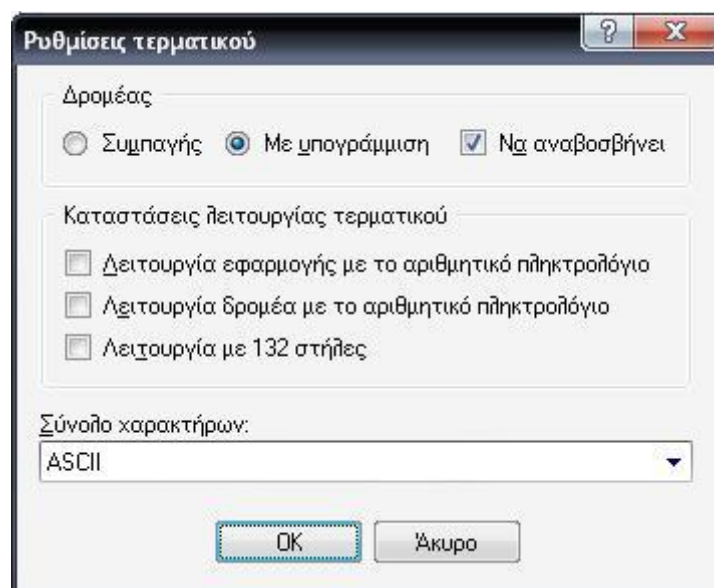 Ρυθμίσεις τερματικού
Δρομέας
Συμπαγής Με υπογράμμιση Να αναβοσβήνει
Καταστάσεις λειτουργίας τερματικού
Λειτουργία εφαρμογής με το αριθμητικό πληκτρολόγιο
Λειτουργία δρομέα με το αριθμητικό πληκτρολόγιο
Λειτουργία με 132 στήλες
Σύνολο χαρακτήρων:
ASCII
OK Άκυρο